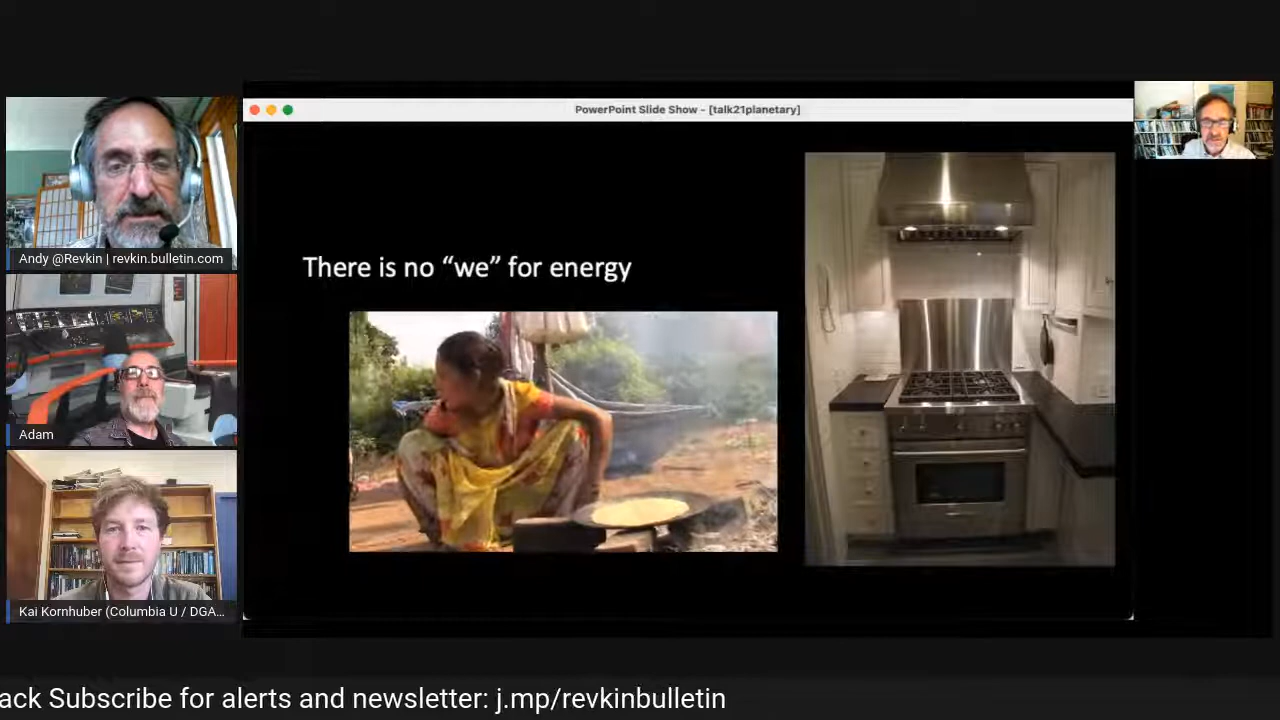 PowerPoint Slide Show - [talk21planetary]
There is no “we” for energy
Andy @Revkin | revkin.bulletin.com
Adam
Kai Kornhuber (Columbia U / DGA...
ack Subscribe for alerts and newsletter: j.mp/revkinbulletin